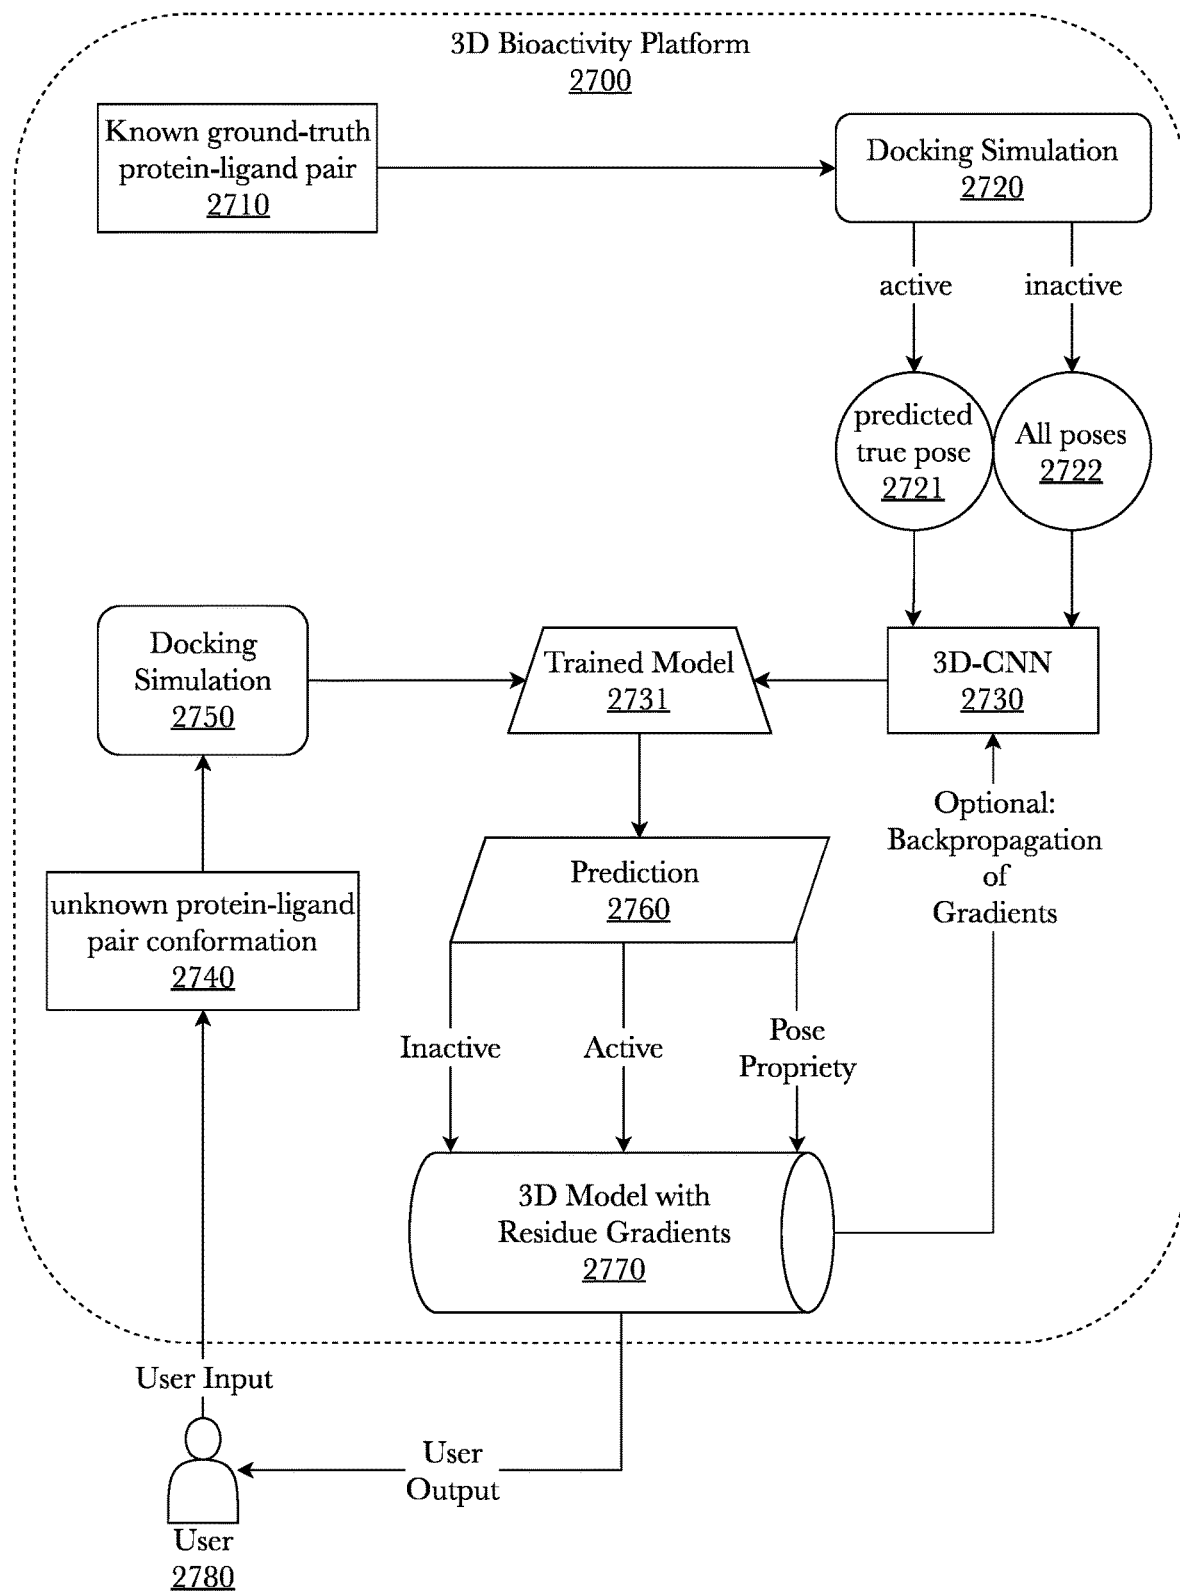 3D Bioactivity Platform
2700
Known ground-truth
protein-ligand pair
2710
Docking Simulation
2720
active
inactive
predicted
true pose
2721
All poses
2722
Docking
Simulation
2750
Trained Model
2731
3D-CNN
2730
Optional:
Backpropagation
of
Gradients
Prediction
2760
unknown protein-ligand
pair conformation
2740
Inactive
Active
Pose
Propriety
3D Model with
Residue Gradients
2770
User Input
User
Output
User
2780